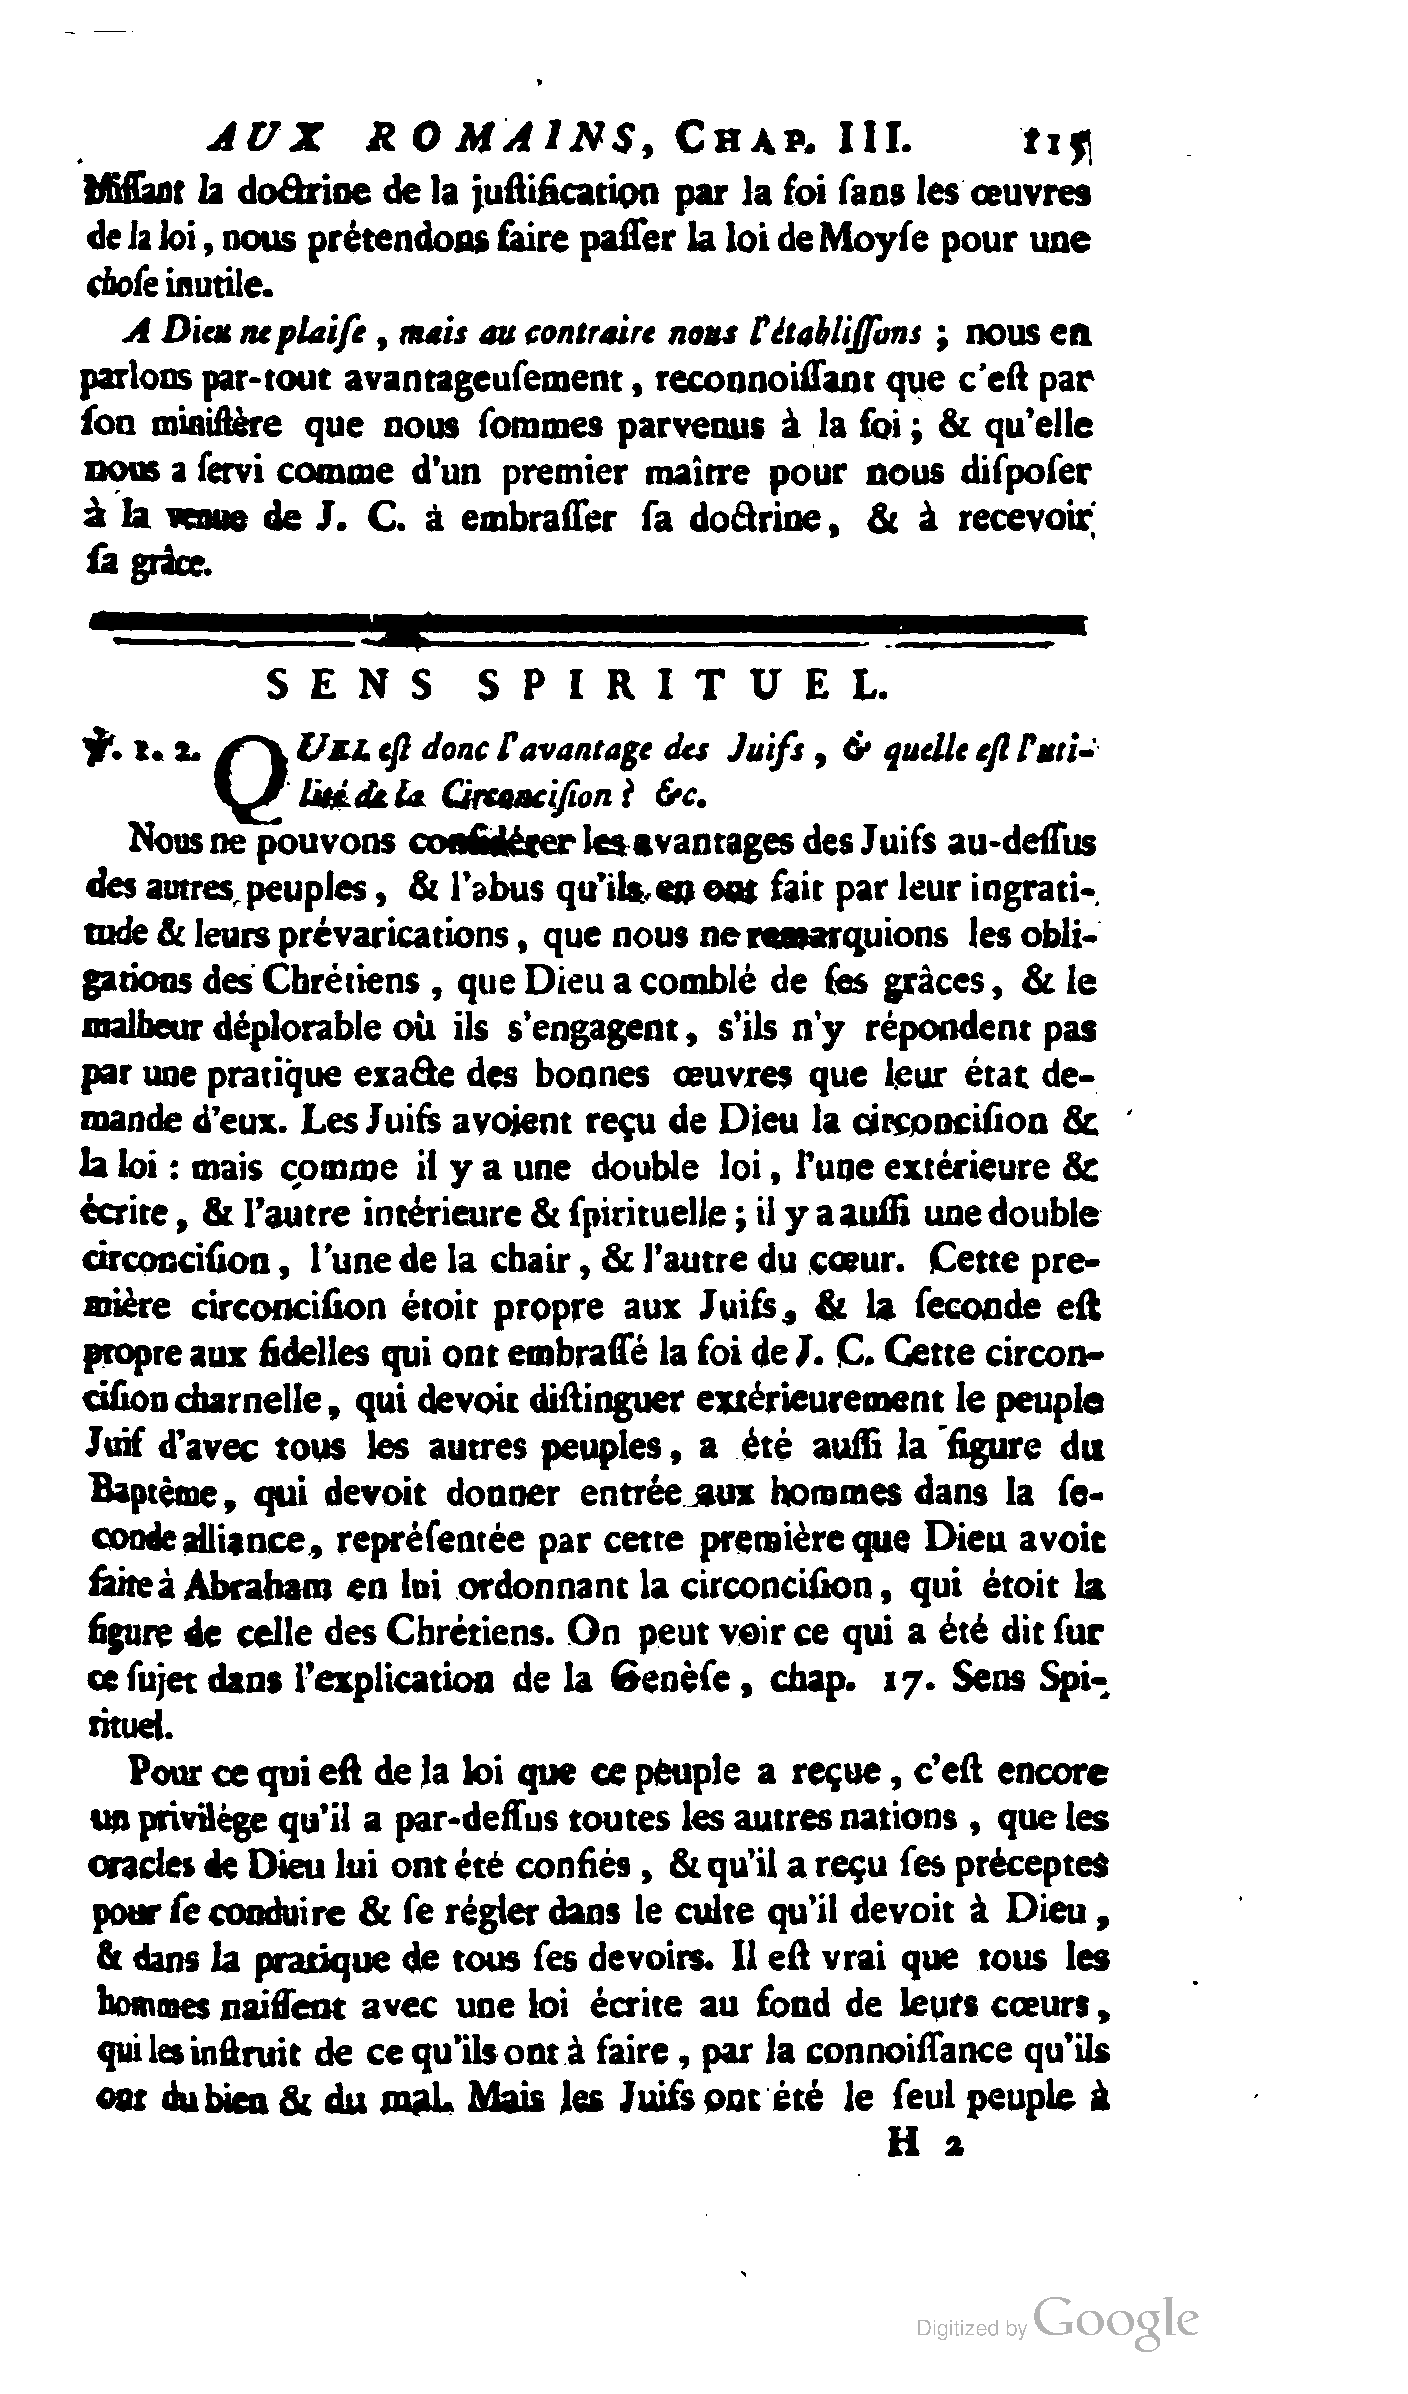 AUX ROMAINS, CHAP. III. 115
bliſſant la doctrine de la juſtification par la foi ſans les œuvres
de la loi, nous prétendons faire paſſer la loi de Moyſe pour une
choſe inutile.
A Dieu ne plaiſe, mais au contraire nous l'établiſſons ; nous en
parlons par-tout avantageuſement, reconnoiſſant que c'eſt par
ſon miniſtère que nous ſommes parvenus à la foi ; & qu'elle
nous a ſervi comme d'un premier maître pour nous diſpoſer
à la venue de J. C. à embraſſer ſa doctrine, & à recevoir
ſa grâce.
SENS SPIRITUEL.
℣. 1. 2. QUEL eſt donc l'avantage des Juifs, & quelle eſt l'uti-
lité de la Circonciſion ? &c.
Nous ne pouvons conſidérer les avantages des Juifs au-deſſus
des autres peuples, & l'abus qu'ils en ont fait par leur ingrati-
tude & leurs prévarications, que nous ne remarquions les obli-
gations des Chrétiens, que Dieu a comblé de ſes grâces, & le
malheur déplorable où ils s'engagent, s'ils n'y répondent pas
par une pratique exacte des bonnes œuvres que leur état de-
mande d'eux. Les Juifs avoient reçu de Dieu la circonciſion &
la loi : mais comme il y a une double loi, l'une extérieure &
écrite, & l'autre intérieure & ſpirituelle ; il y a auſſi une double
circonciſion, l'une de la chair, & l'autre du cœur. Cette pre-
mière circonciſion étoit propre aux Juifs, & la ſeconde eſt
propre aux fidelles qui ont embraſſé la foi de J. C. Cette circon-
ciſion charnelle, qui devoit diſtinguer extérieurement le peuple
Juif d'avec tous les autres peuples, a été auſſi la figure du
Baptême, qui devoit donner entrée aux hommes dans la ſe-
conde alliance, repréſentée par cette première que Dieu avoit
faite à Abraham en lui ordonnant la circonciſion, qui étoit la
figure de celle des Chrétiens. On peut voir ce qui a été dit ſur
ce ſujet dans l'explication de la Genèſe, chap. 17. Sens Spi-
rituel.
Pour ce qui eſt de la loi que ce peuple a reçue, c'eſt encore
un privilége qu'il a par-deſſus toutes les autres nations, que les
oracles de Dieu lui ont été confiés, & qu'il a reçu ſes préceptes
pour ſe conduire & ſe régler dans le culte qu'il devoit à Dieu,
& dans la pratique de tous ſes devoirs. Il eſt vrai que tous les
hommes naiſſent avec une loi écrite au fond de leurs cœurs,
qui les inſtruit de ce qu'ils ont à faire, par la connoiſſance qu'ils
ont du bien & du mal. Mais les Juifs ont été le ſeul peuple à
H 2
Digitized by Google